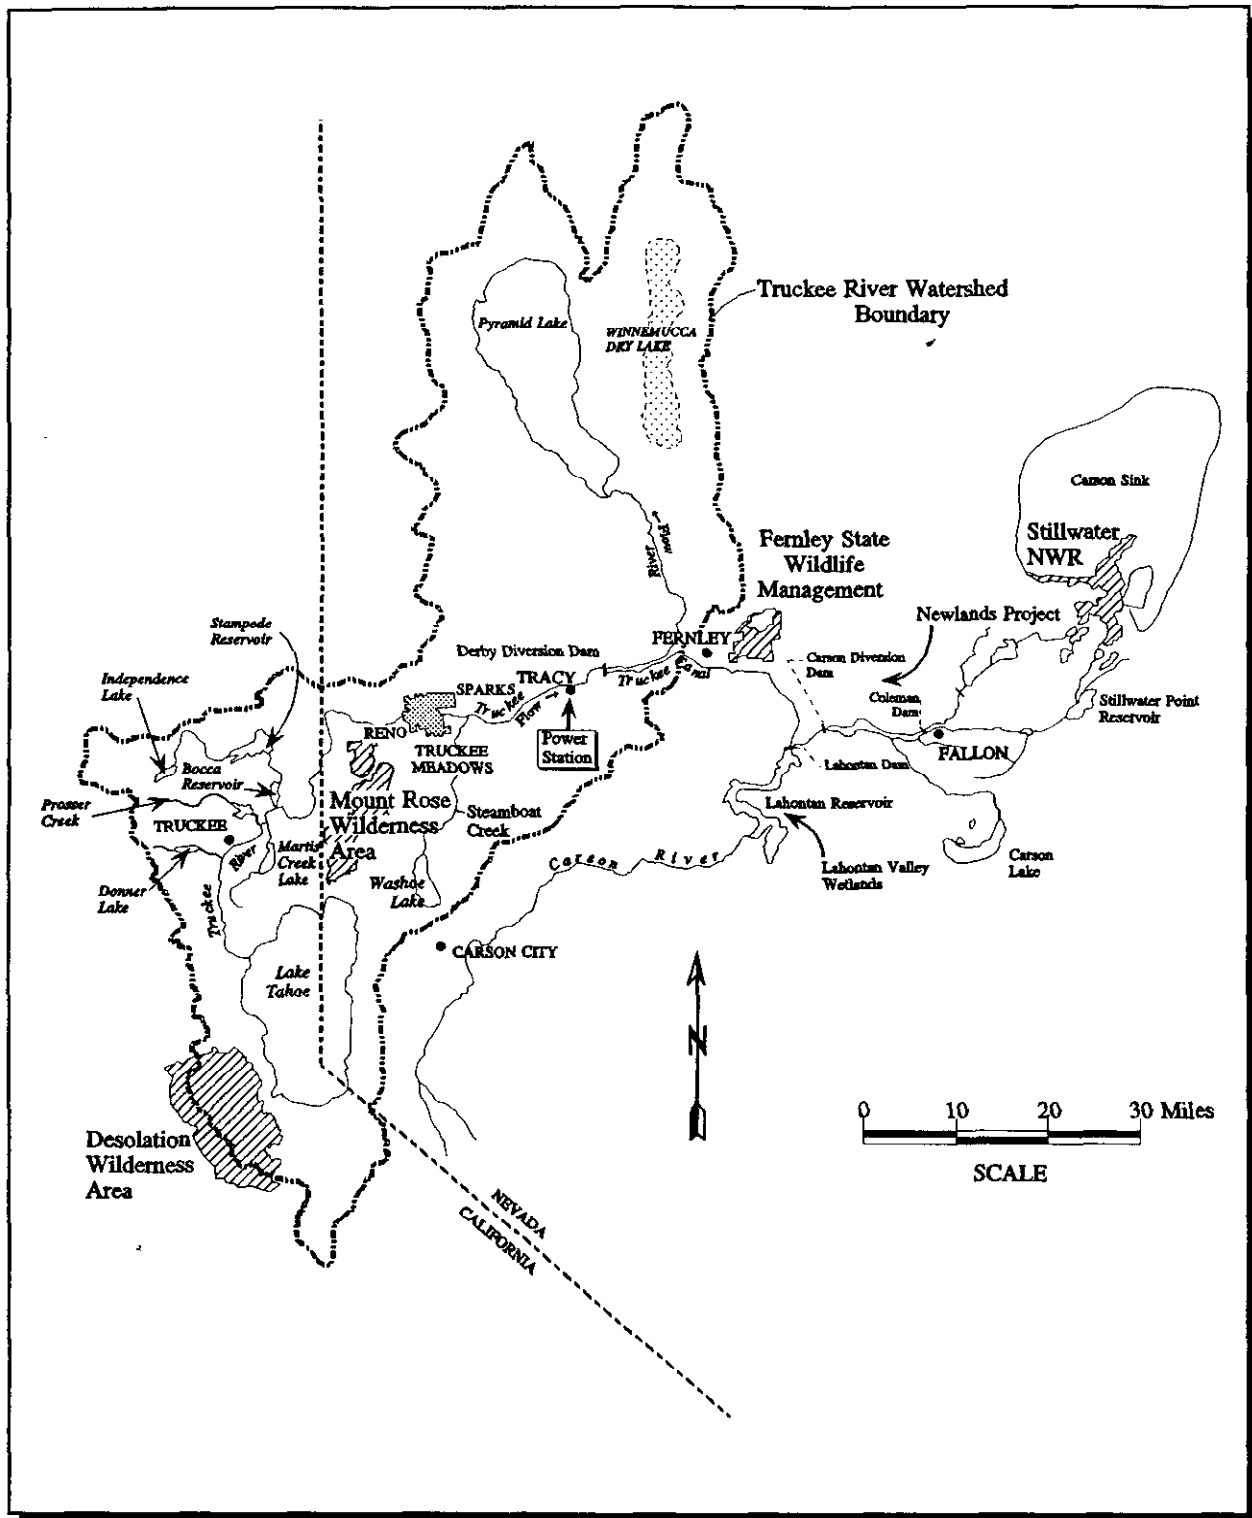 Truckee River Watershed
Boundary
Pyramid Lake
WINNEMUCCA
DRY LAKE
Carson Sink
Stillwater
NWR
River
Flow
Fernley State
Wildlife
Management
Newlands Project
Stampede
Reservoir
FERNLEY
Derby Diversion Dam
Carson Diversion
Dam
Independence
Lake
TRACY
Truckee Canal
SPARKS
Truckee
Flow
Coleman
Dam
Stillwater Point
Reservoir
RENO
TRUCKEE
MEADOWS
Power
Station
FALLON
Bocca
Reservoir
Lahontan Dam
Prosser
Creek
Mount Rose
Wilderness
Area
Steamboat
Creek
Lahontan Reservoir
TRUCKEE
River
Martis
Creek
Lake
Carson River
Lahontan Valley
Wetlands
Carson
Lake
Donner
Lake
Truckee
Washoe
Lake
CARSON CITY
Lake
Tahoe
N
0 10 20 30 Miles
SCALE
Desolation
Wilderness
Area
NEVADA
CALIFORNIA